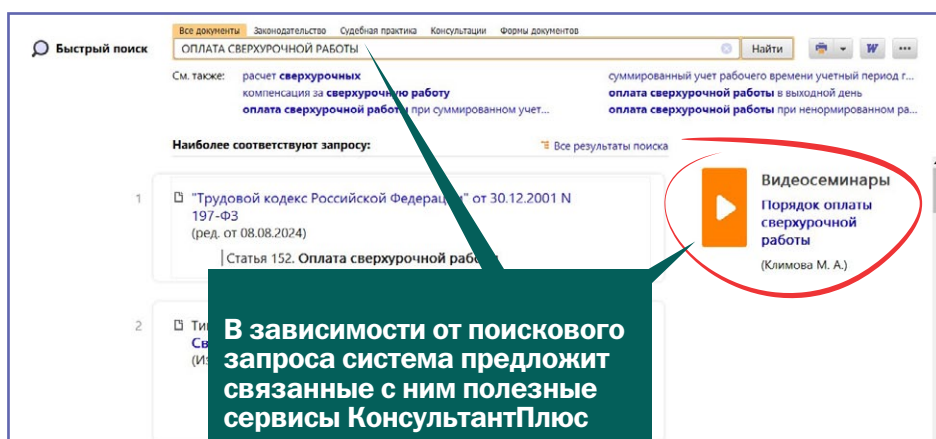 Все документы Законодательство Судебная практика Консультации Формы документов
Быстрый поиск
ОПЛАТА СВЕРХУРОЧНОЙ РАБОТЫ
Найти
W
См. также:
расчет сверхурочных
компенсация за сверхурочную работу
оплата сверхурочной работы при суммированном учет...
суммированный учет рабочего времени учетный период г...
оплата сверхурочной работы в выходной день
оплата сверхурочной работы при ненормированном ра...
Наиболее соответствуют запросу:
Все результаты поиска
1
"Трудовой кодекс Российской Федерации" от 30.12.2001 N
197-ФЗ
(ред. от 08.08.2024)
Статья 152. Оплата сверхурочной
Видеосеминары
Порядок оплаты
сверхурочной
работы
(Климова М. А.)
2
В зависимости от поискового
запроса система предложит
связанные с ним полезные
сервисы КонсультантПлюс